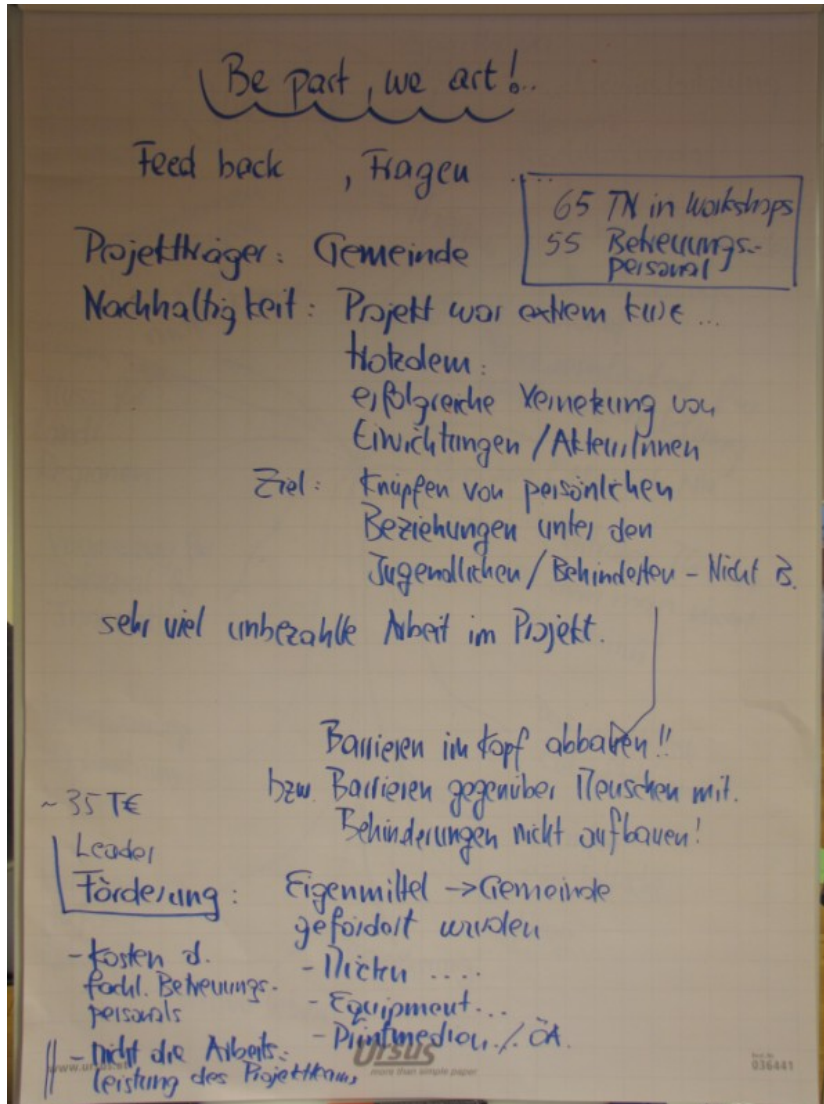 Be part, we act!..
Feed back , Fragen .....
65 TN in Workshops
55 Betreuungs-
personal
Projektträger: Gemeinde
Nachhaltigkeit: Projekt war extrem kurz ...
trotzdem:
erfolgreiche Vernetzung von
Einrichtungen / AkteurInnen
Ziel: Knüpfen von persönlichen
Beziehungen unter den
Jugendlichen / Behinderten - Nicht B.
sehr viel unbezahlte Arbeit im Projekt.
Barrieren im Kopf abbauen!!
bzw. Barrieren gegenüber Menschen mit.
Behinderungen nicht aufbauen!
~ 35 T€
Leader
Förderung: Eigenmittel -> Gemeinde
gefördert wurden
- Kosten d.
fachl. Betreuungs-
personals
- Mieten ....
- Equipment...
- Printmedien / ÖA.
- nicht die Arbeits-
leistung des Projektteams
Ursus
more than simple paper
036441